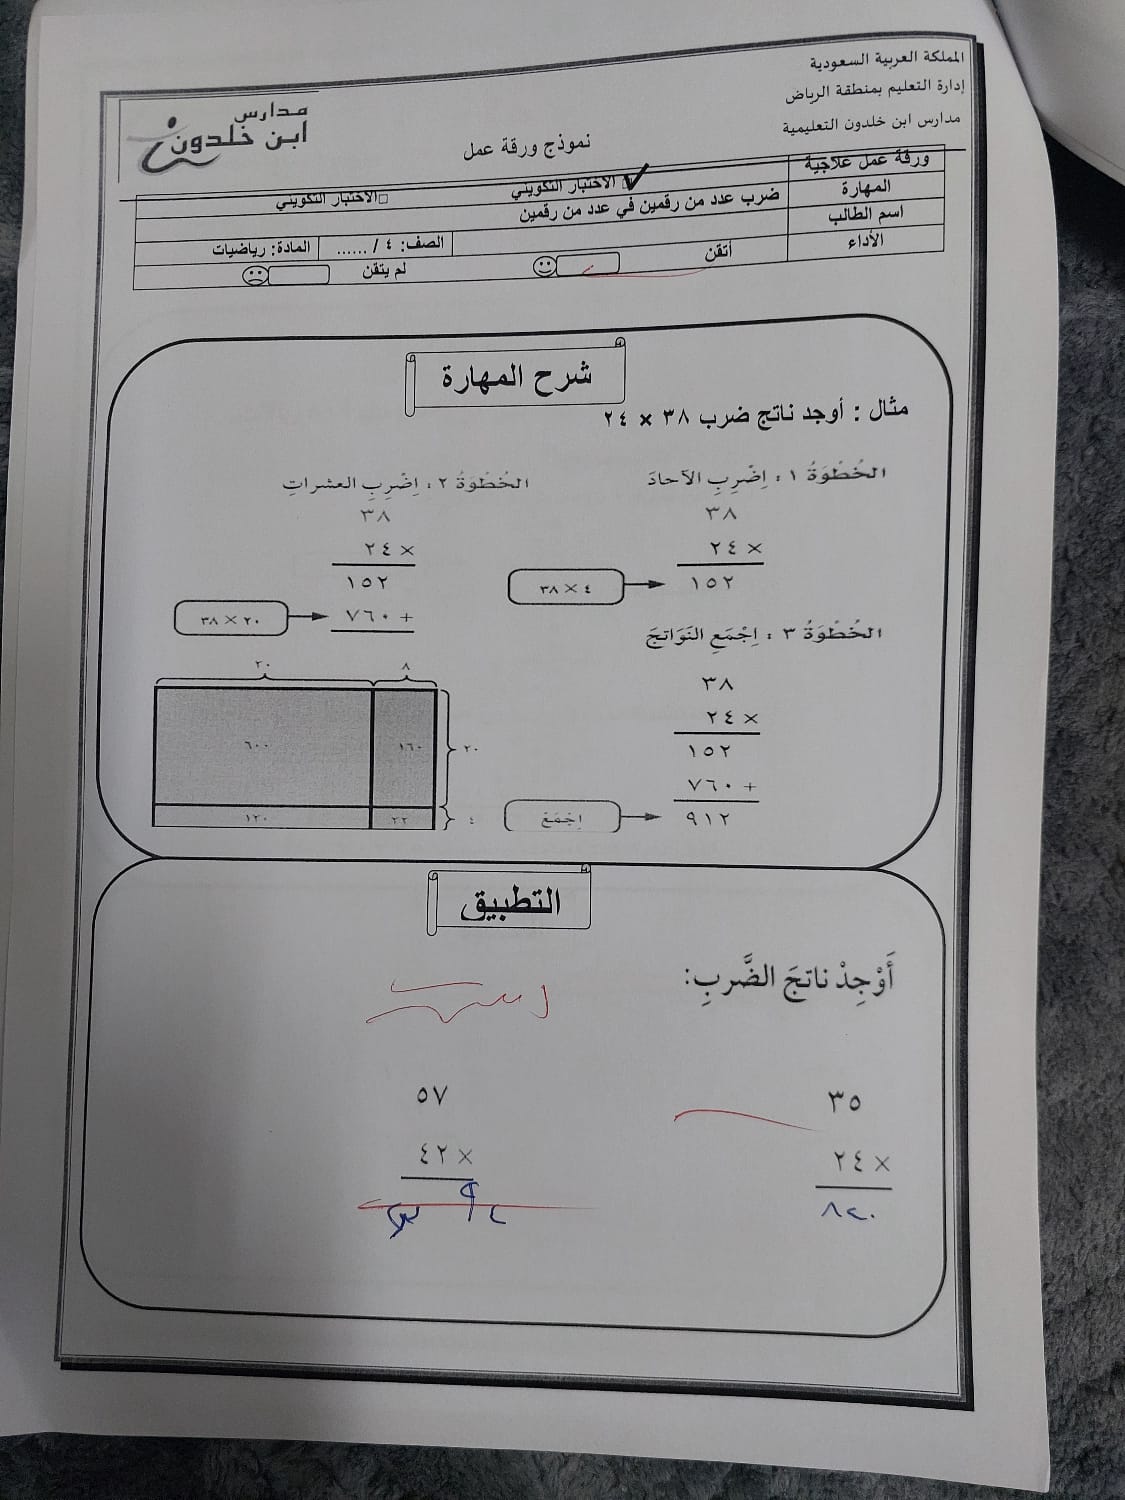 المملكة العربية السعودية
إدارة التعليم بمنطقة الرياض
مدارس ابن خلدون التعليمية
مدارس
ابن خلدون
نموذج ورقة عمل
ورقة عمل علاجية
□ الاختبار التكويني ✓ □ الاختبار التكويني
المهارة ضرب عدد من رقمين في عدد من رقمين
اسم الطالب الصف: ٤ / ...... المادة: رياضيات
الأداء أتقن لم يتقن
شرح المهارة
مثال : أوجد ناتج ضرب ٣٨ × ٢٤
الخُطْوَةُ ١ : اِضْرِبِ الآحادَ
٣٨
× ٢٤
١٥٢
٤ × ٣٨
الخُطْوَةُ ٢ : اِضْرِبِ العشراتِ
٣٨
× ٢٤
١٥٢
+ ٧٦٠
٢٠ × ٣٨
الخُطْوَةُ ٣ : اِجْمَعِ النَوَاتِجَ
٣٨
× ٢٤
١٥٢
+ ٧٦٠
٩١٢
اِجْمَعْ
٨ ٢٠
٦٠٠ ١٦٠ ٢٠
١٢٠ ٢٢ ٤
التطبيق
أَوْجِدْ ناتجَ الضَّربِ:
٣٥
× ٢٤
٨٢٠
٥٧
× ٤٢